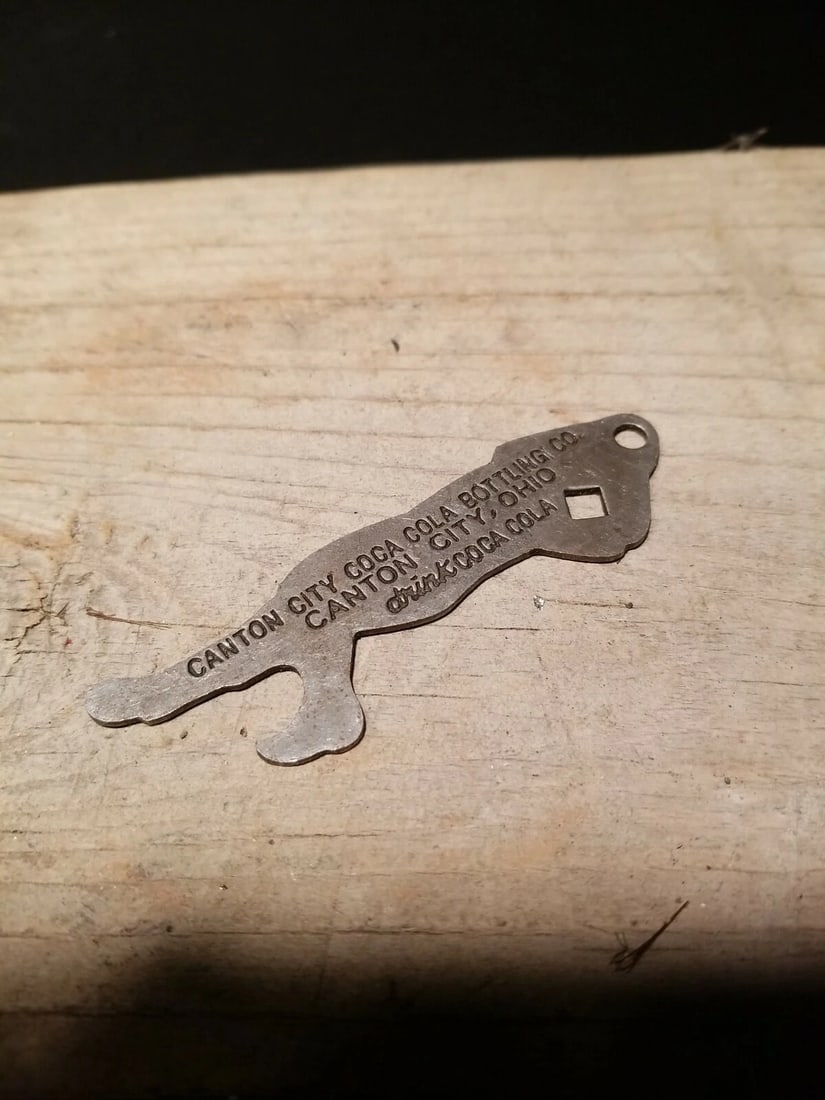 CANTON CITY COCA COLA BOTTLING CO.
CANTON CITY, OHIO
drink COCA COLA